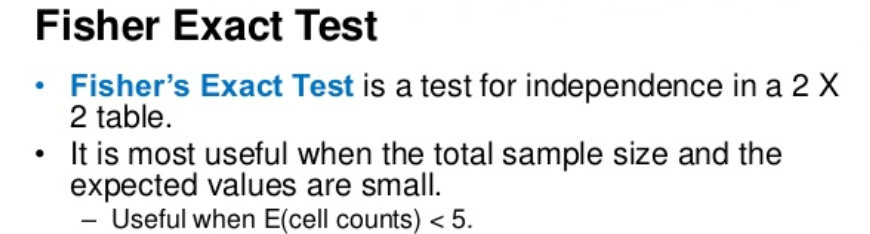 Fisher Exact Test
• Fisher's Exact Test is a test for independence in a 2 X
2 table.
• It is most useful when the total sample size and the
expected values are small.
– Useful when E(cell counts) < 5.